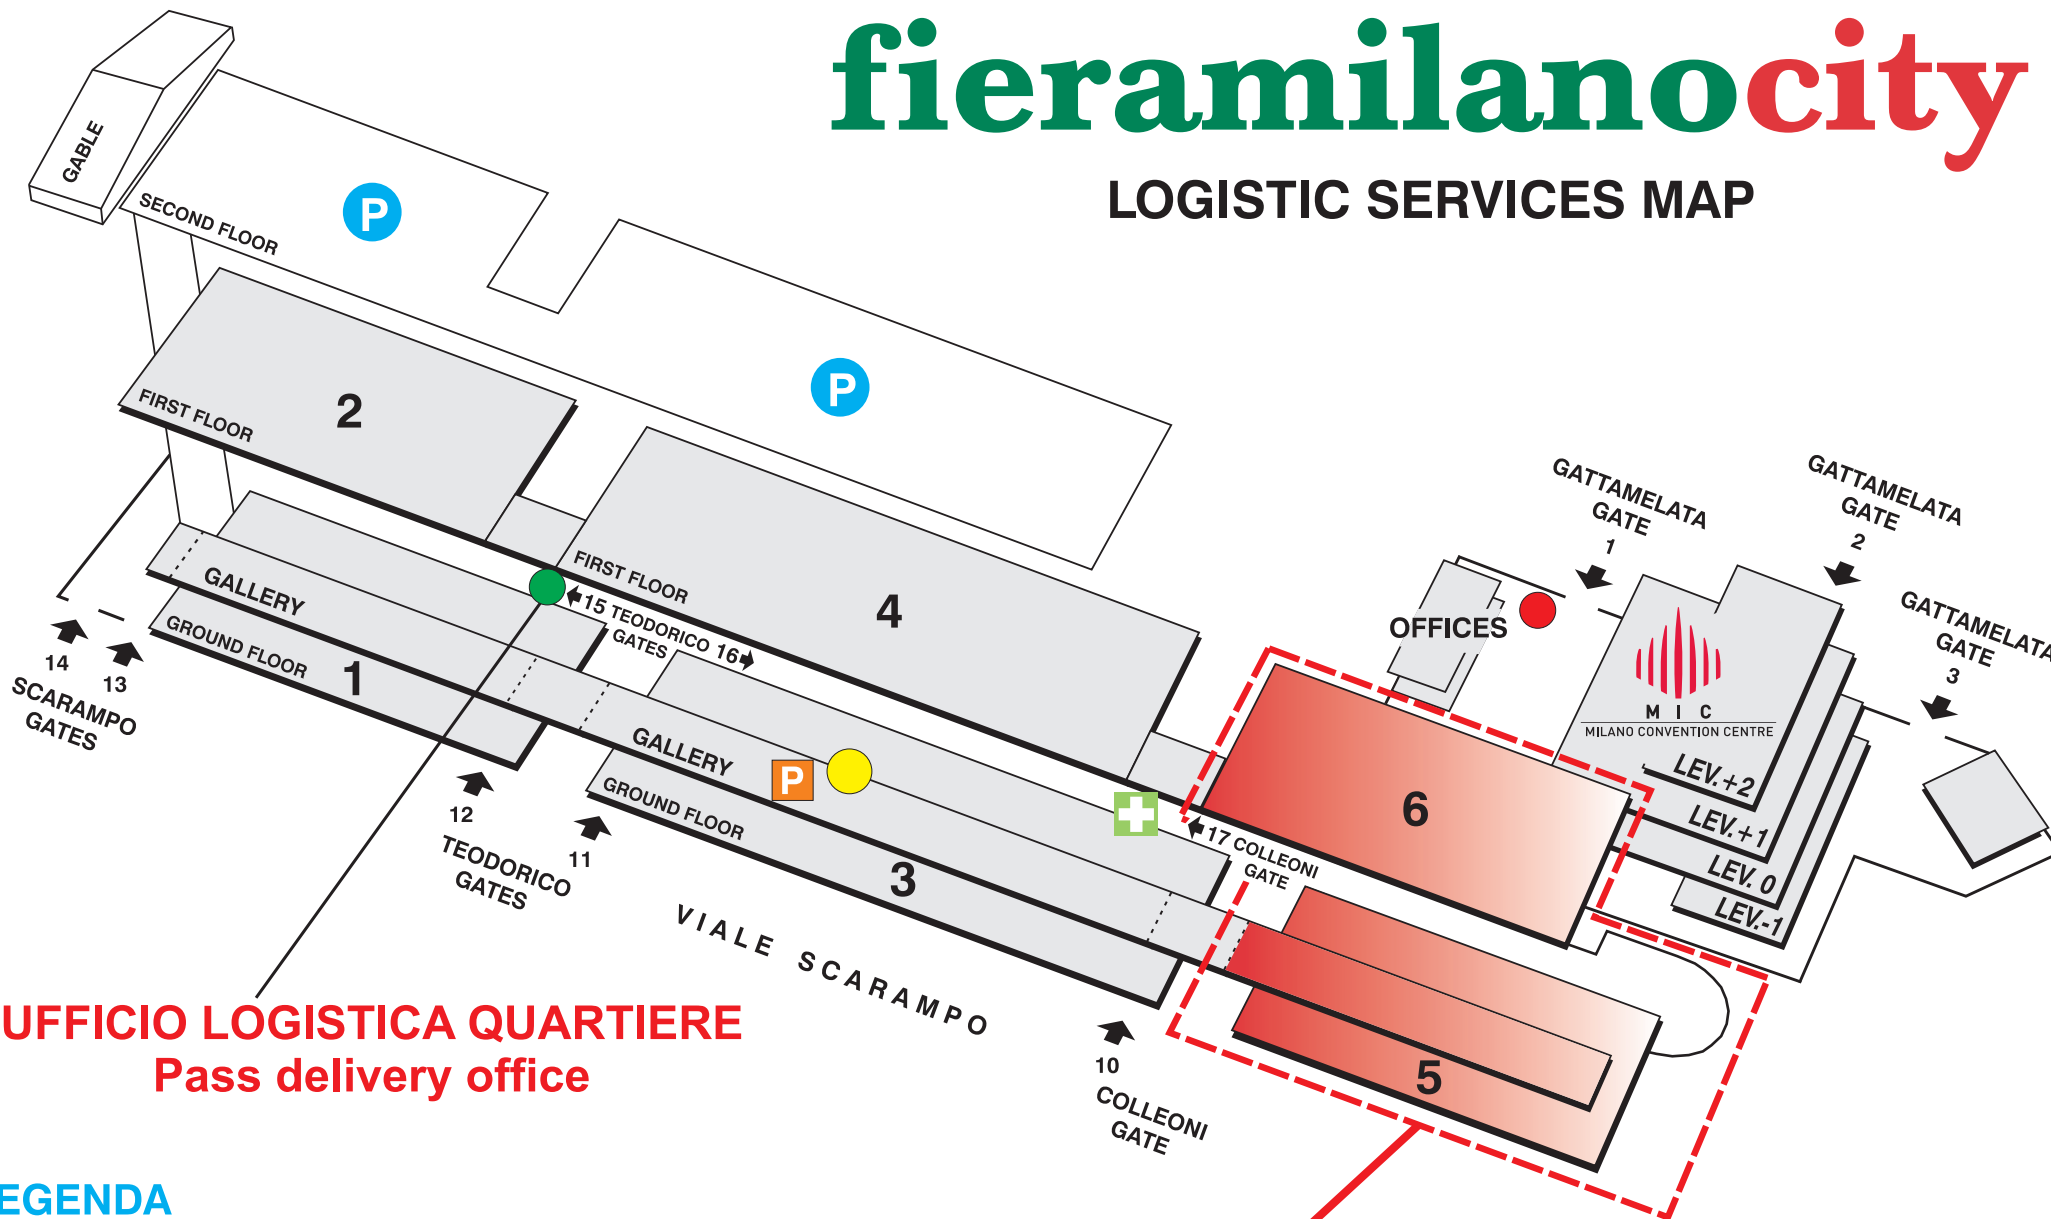 fieramilanocity
LOGISTIC SERVICES MAP
GABLE
SECOND FLOOR
P
P
FIRST FLOOR
2
FIRST FLOOR
4
GATTAMELATA
GATE
1
GATTAMELATA
GATE
2
GATTAMELATA
GATE
3
OFFICES
M I C
MILANO CONVENTION CENTRE
LEV.+2
LEV.+1
LEV. 0
LEV.-1
GALLERY
GROUND FLOOR
1
15 TEODORICO 16
GATES
14
13
SCARAMPO
GATES
12
TEODORICO
GATES
11
GALLERY
P
GROUND FLOOR
3
17 COLLEONI
GATE
6
5
VIALE SCARAMPO
10
COLLEONI
GATE
UFFICIO LOGISTICA QUARTIERE
Pass delivery office
EGENDA